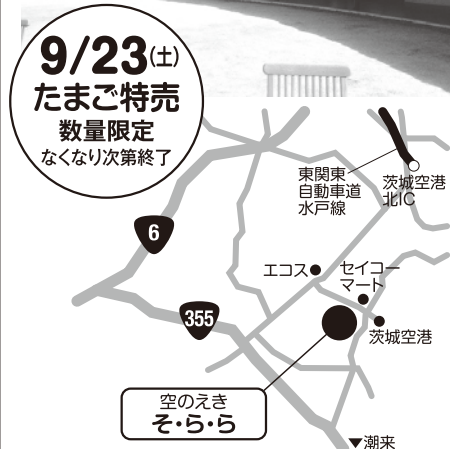 9/23(土)
たまご特売
数量限定
なくなり次第終了
東関東
自動車道
水戸線
茨城空港
北IC
6
エコス
セイコー
マート
355
茨城空港
空のえき
そ・ら・ら
▼潮来